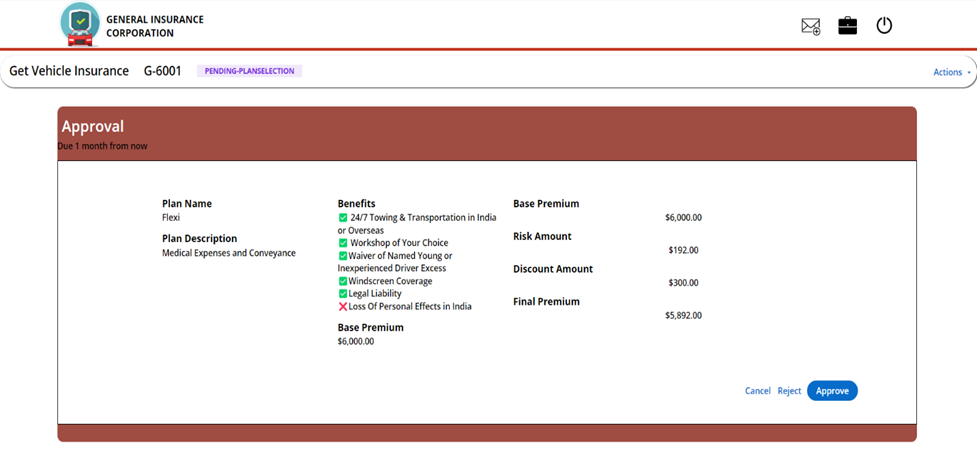 GENERAL INSURANCE
CORPORATION
Get Vehicle Insurance G-6001 PENDING-PLANSELECTION Actions
Approval
Due 1 month from now
Plan Name
Flexi
Plan Description
Medical Expenses and Conveyance
Benefits
✅ 24/7 Towing & Transportation in India
or Overseas
✅ Workshop of Your Choice
✅Waiver of Named Young or
Inexperienced Driver Excess
✅Windscreen Coverage
✅Legal Liability
❌Loss Of Personal Effects in India
Base Premium
$6,000.00
Base Premium
$6,000.00
Risk Amount
$192.00
Discount Amount
$300.00
Final Premium
$5,892.00
Cancel Reject Approve